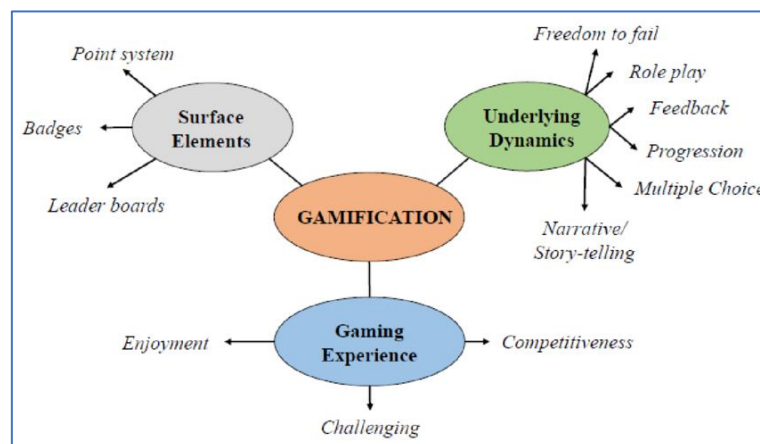 Point system
Badges
Leader boards
Surface
Elements
Freedom to fail
Role play
Feedback
Progression
Multiple Choice
Narrative/
Story-telling
Underlying
Dynamics
GAMIFICATION
Gaming
Experience
Enjoyment
Competitiveness
Challenging